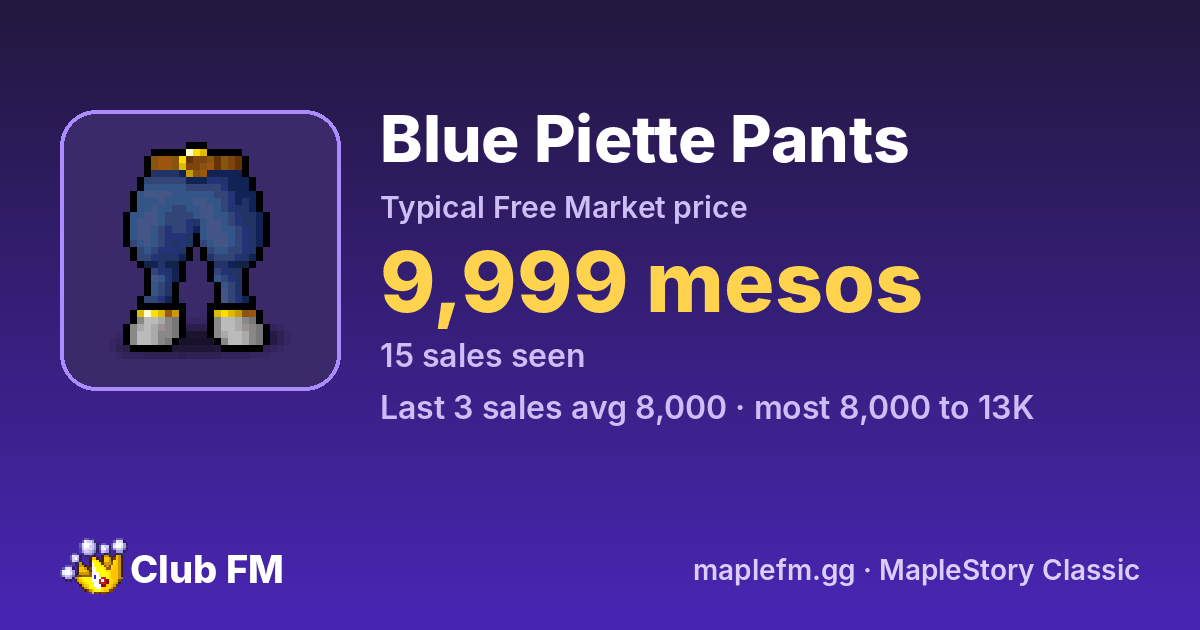 Blue Piette Pants
Typical Free Market price
9,999 mesos
15 sales seen
Last 3 sales avg 8,000 · most 8,000 to 13K
Club FM
maplefm.gg · MapleStory Classic